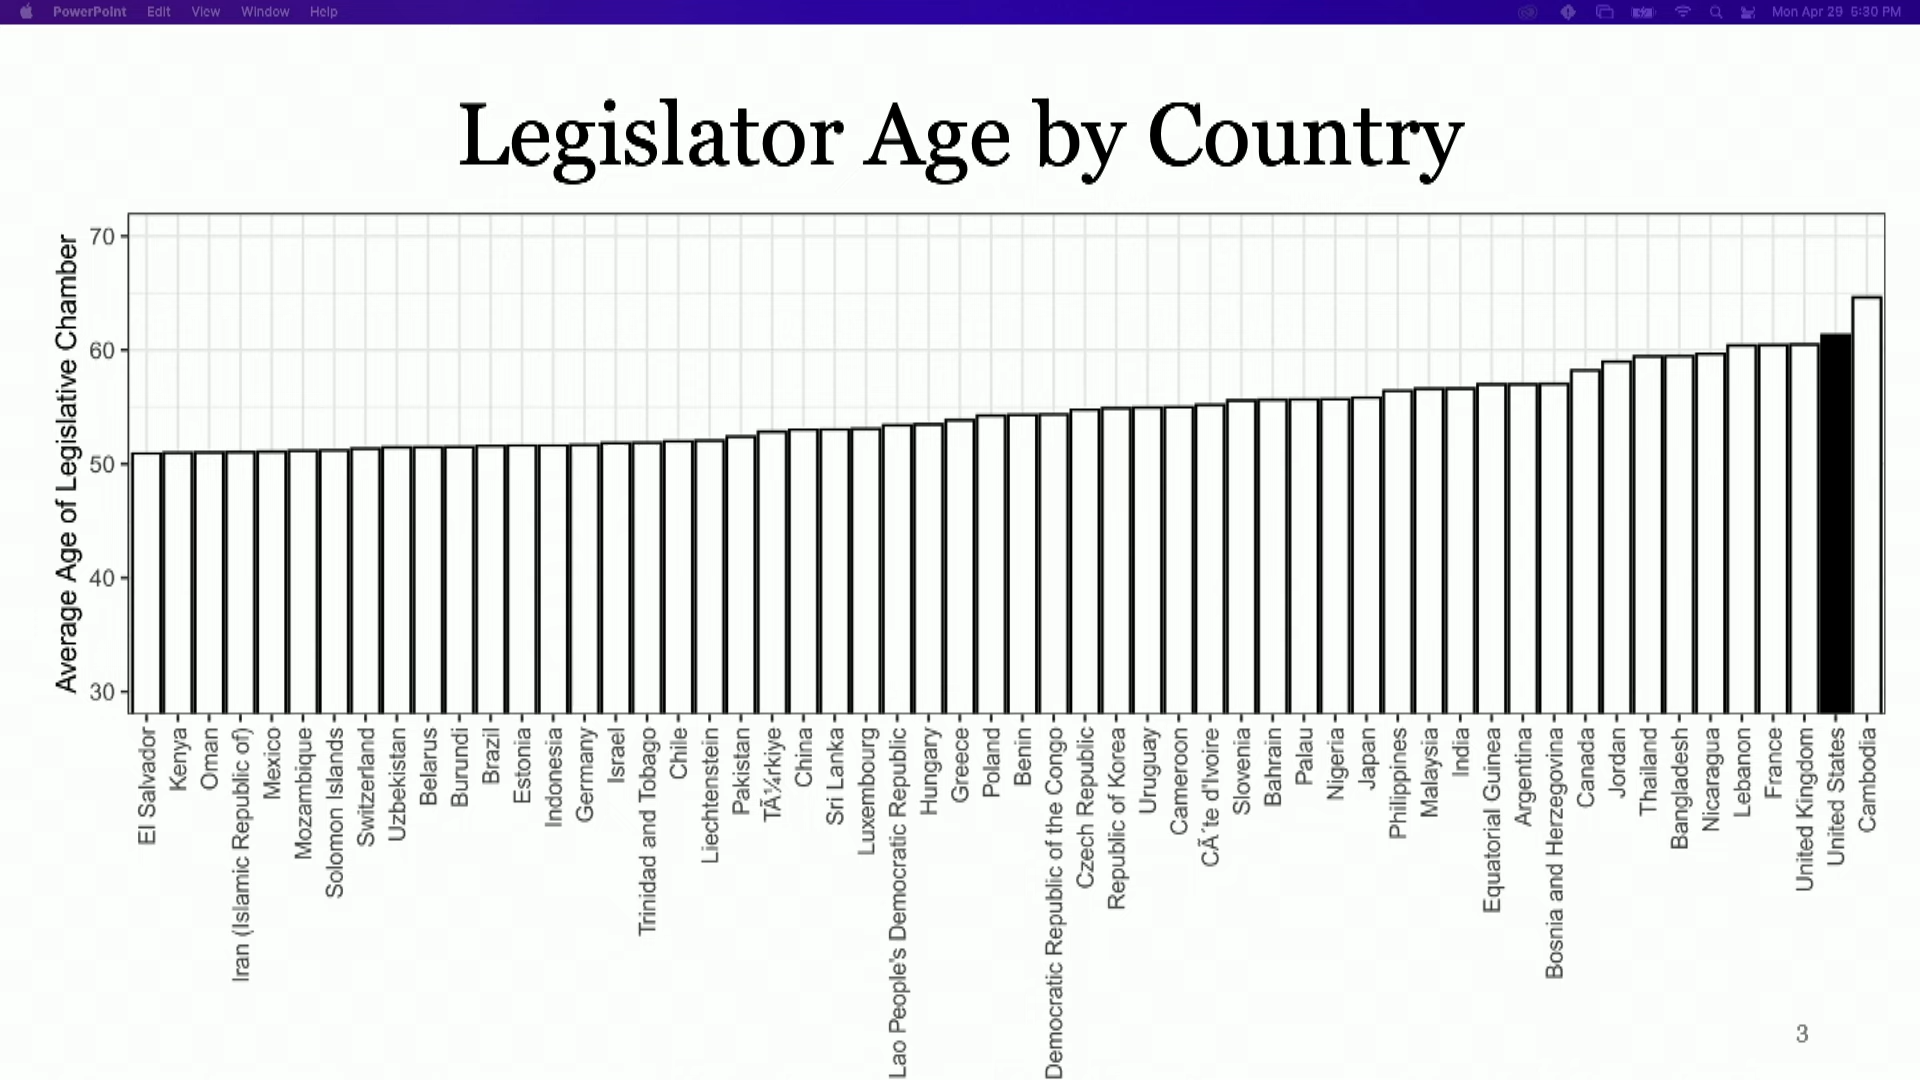 PowerPoint Edit View Window Help Mon Apr 29 5:30 PM
Legislator Age by Country
Average Age of Legislative Chamber
70
60
50
40
30
El Salvador
Kenya
Oman
Iran (Islamic Republic of)
Mexico
Mozambique
Solomon Islands
Switzerland
Uzbekistan
Belarus
Burundi
Brazil
Estonia
Indonesia
Germany
Israel
Trinidad and Tobago
Chile
Liechtenstein
Pakistan
TÃ¼rkiye
China
Sri Lanka
Luxembourg
Lao People's Democratic Republic
Hungary
Greece
Poland
Benin
Democratic Republic of the Congo
Czech Republic
Republic of Korea
Uruguay
Cameroon
CÃ´te d'Ivoire
Slovenia
Bahrain
Palau
Nigeria
Japan
Philippines
Malaysia
India
Equatorial Guinea
Argentina
Bosnia and Herzegovina
Canada
Jordan
Thailand
Bangladesh
Nicaragua
Lebanon
France
United Kingdom
United States
Cambodia
3